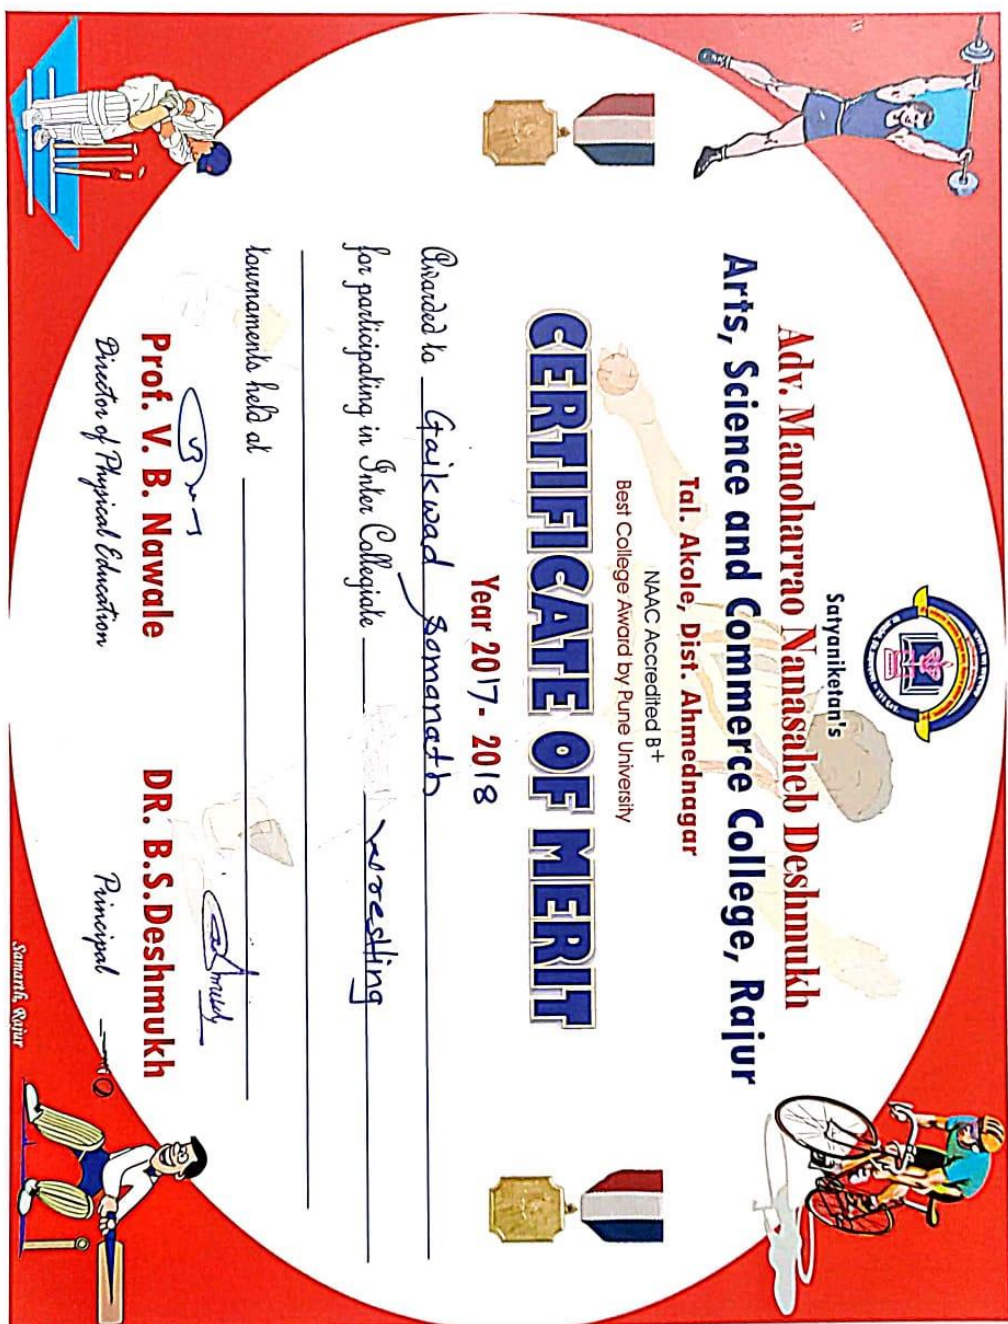 Satyaniketan's
Adv. Manoharrao Nanasaheb Deshmukh
Arts, Science and Commerce College, Rajur
Tal. Akole, Dist. Ahmednagar
NAAC Accredited B+
Best College Award by Pune University
CERTIFICATE OF MERIT
Year 2017-2018
Awarded to Gaikwad Somanath
for participating in Inter Collegiate wrestling
tournaments held at
Prof. V. B. Nawale DR. B.S.Deshmukh
Director of Physical Education Principal
Samarth, Rajur